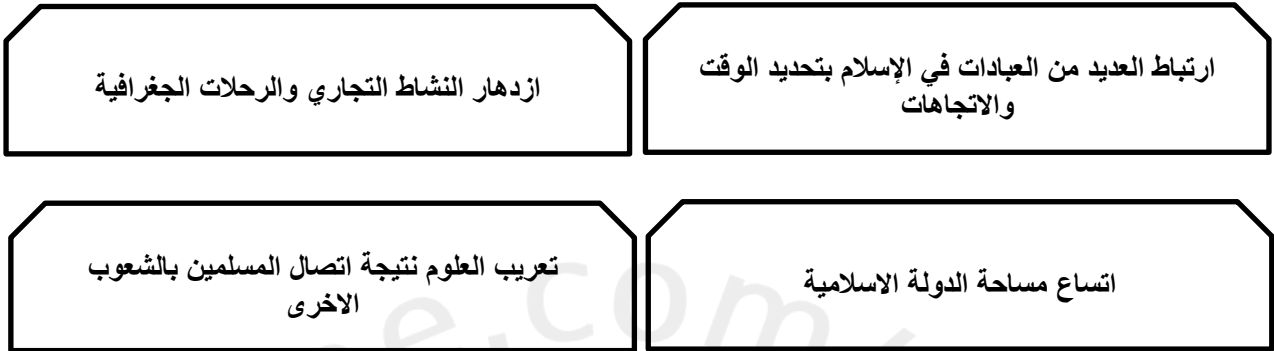 ارتباط العديد من العبادات في الإسلام بتحديد الوقت
والاتجاهات
ازدهار النشاط التجاري والرحلات الجغرافية
اتساع مساحة الدولة الاسلامية
تعريب العلوم نتيجة اتصال المسلمين بالشعوب
الاخرى
e.com/